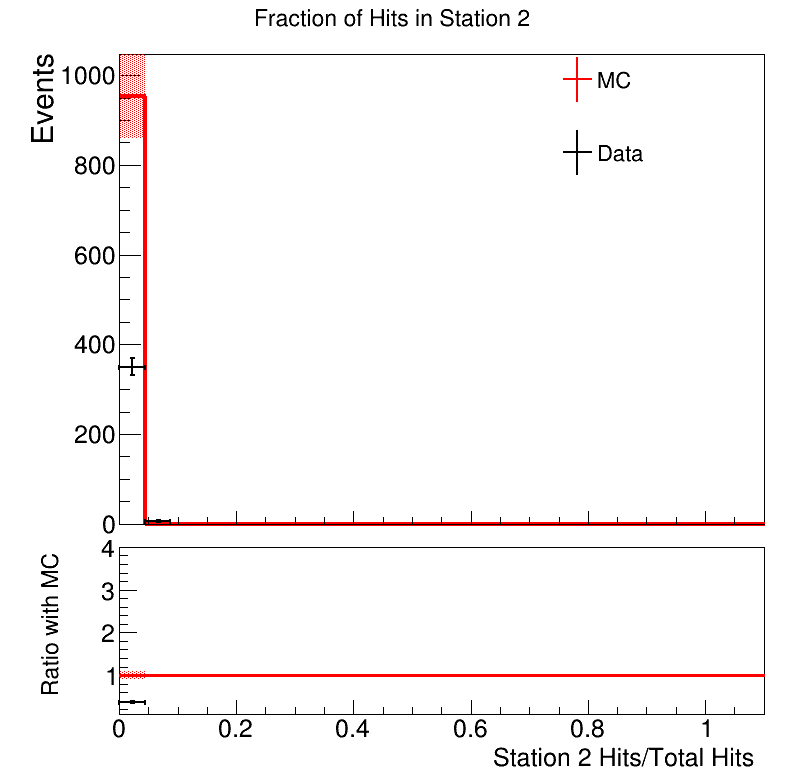 Fraction of Hits in Station 2
Events
1000
800
600
400
200
0
MC
Data
Ratio with MC
4
3
2
1
0
0.2
0.4
0.6
0.8
1
Station 2 Hits/Total Hits